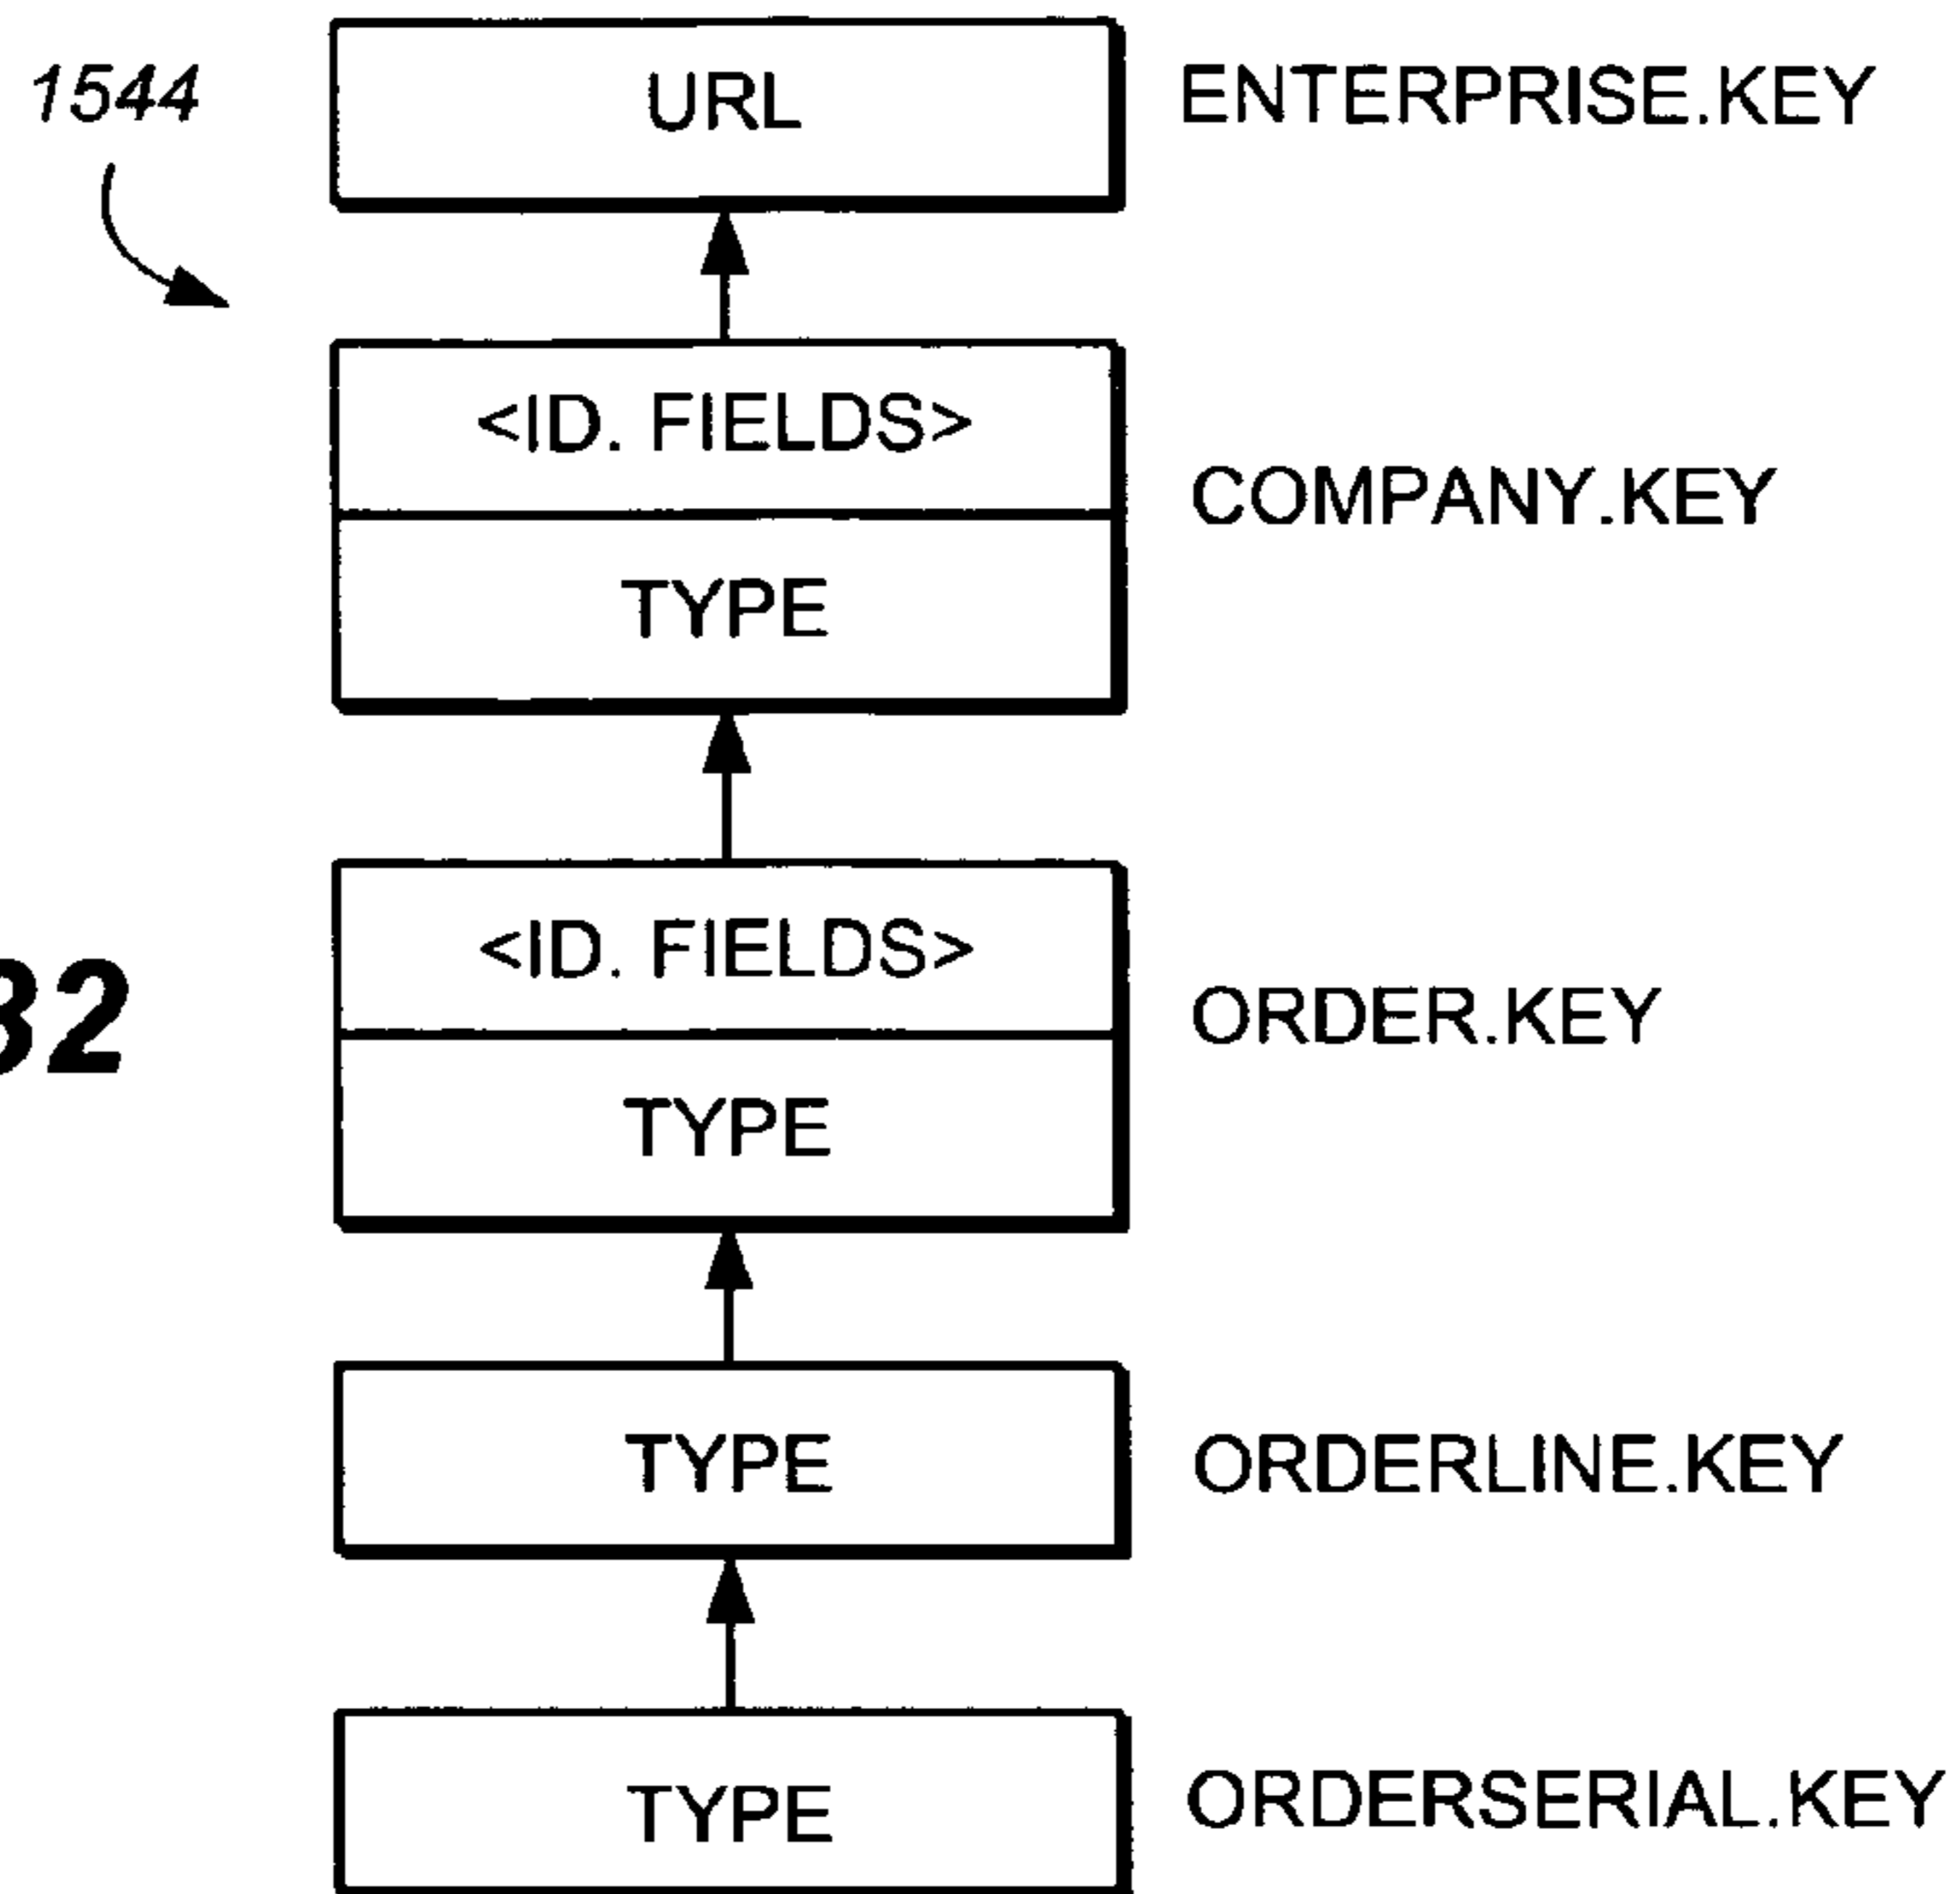 1544
URL
ENTERPRISE.KEY
<ID. FIELDS>
COMPANY.KEY
TYPE
<ID. FIELDS>
32
ORDER.KEY
TYPE
TYPE
ORDERLINE.KEY
TYPE
ORDERSERIAL.KEY